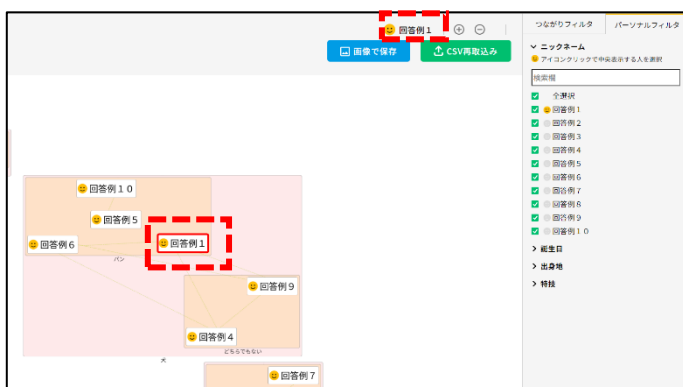 回答例１
つながりフィルタ
パーソナルフィルタ
画像で保存
CSV再取込み
ニックネーム
アイコンクリックで中央表示する人を選択
検索欄
全選択
回答例１
回答例２
回答例３
回答例４
回答例５
回答例６
回答例７
回答例８
回答例９
回答例１０
誕生日
出身地
特技
回答例１０
回答例５
回答例６
回答例１
パン
回答例９
回答例４
どちらでもない
犬
回答例７